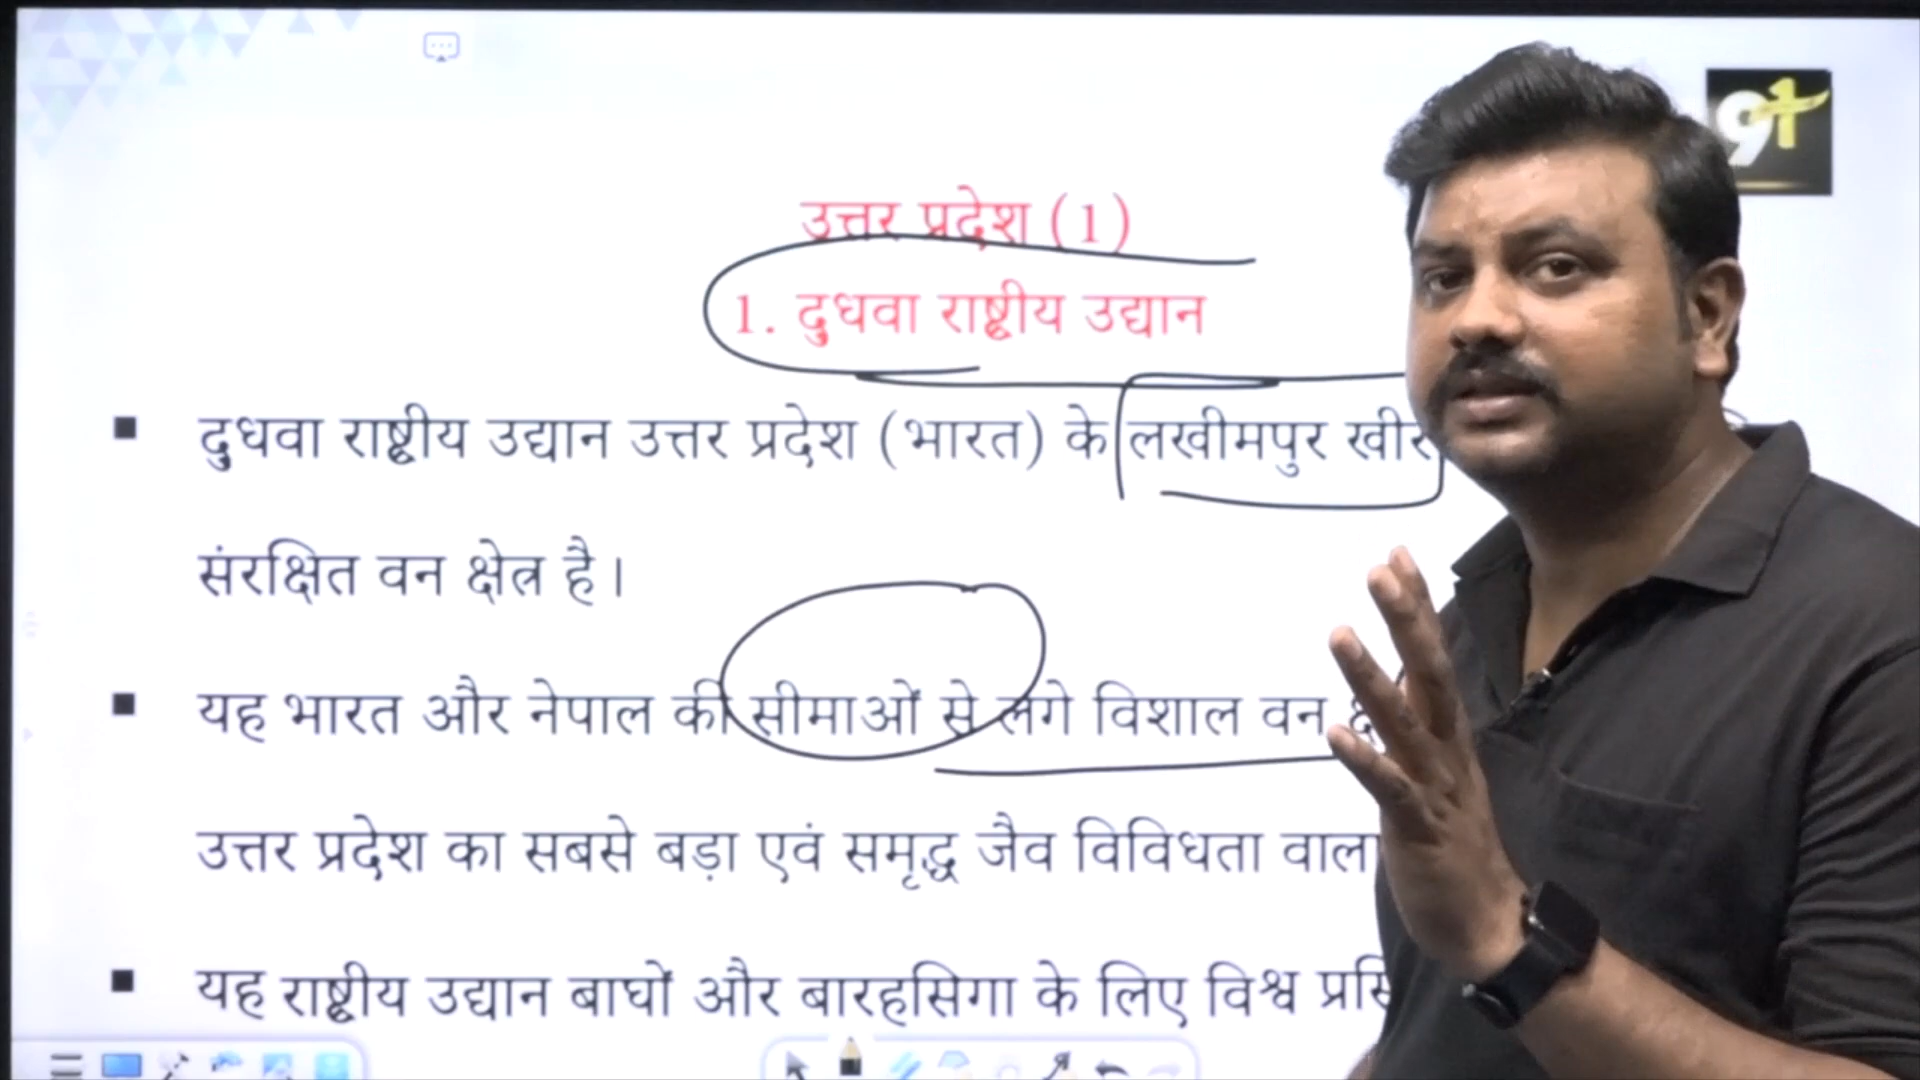 91
उत्तर प्रदेश (1)
1. दुधवा राष्ट्रीय उद्यान
▪ दुधवा राष्ट्रीय उद्यान उत्तर प्रदेश (भारत) के लखीमपुर
संरक्षित वन क्षेत्र है।
▪ यह भारत और नेपाल की सीमाओं से लगे विशाल वन
उत्तर प्रदेश का सबसे बड़ा एवं समृद्ध जैव विविधता वाला
▪ यह राष्ट्रीय उद्यान बाघों और बारहसिगा के लिए विश्व